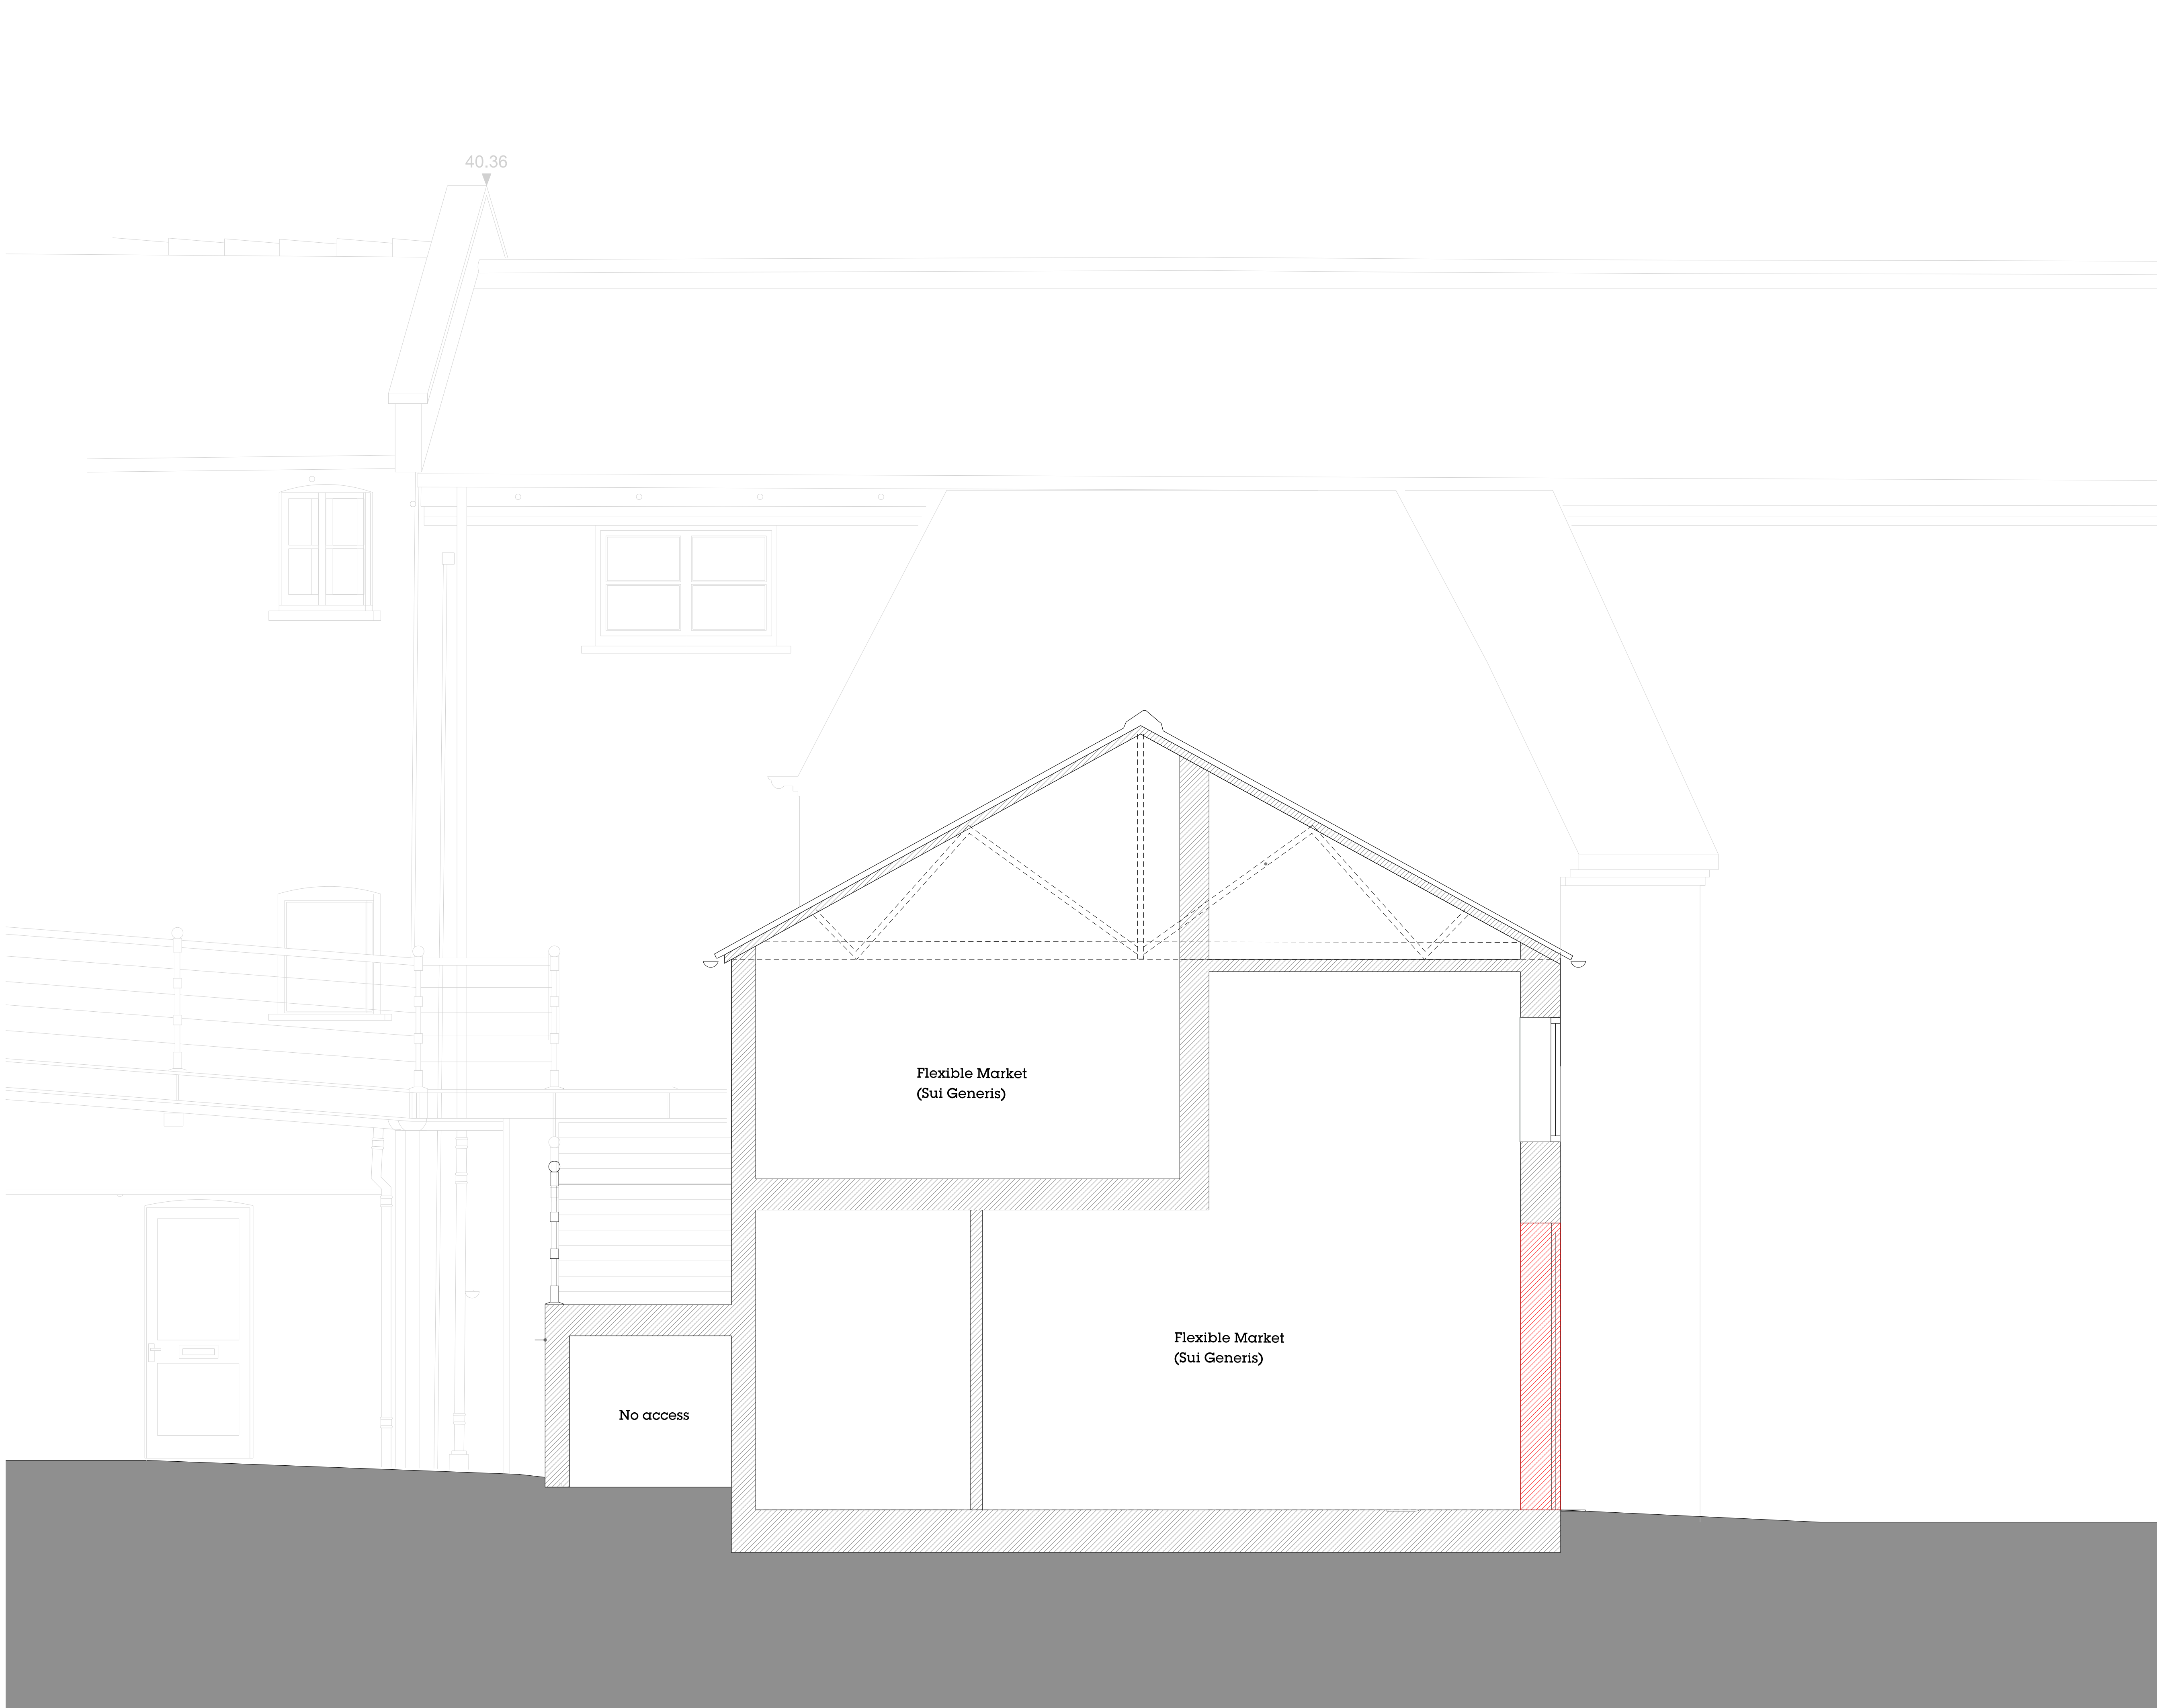 40.36
Flexible Market
(Sui Generis)
Flexible Market
(Sui Generis)
No access